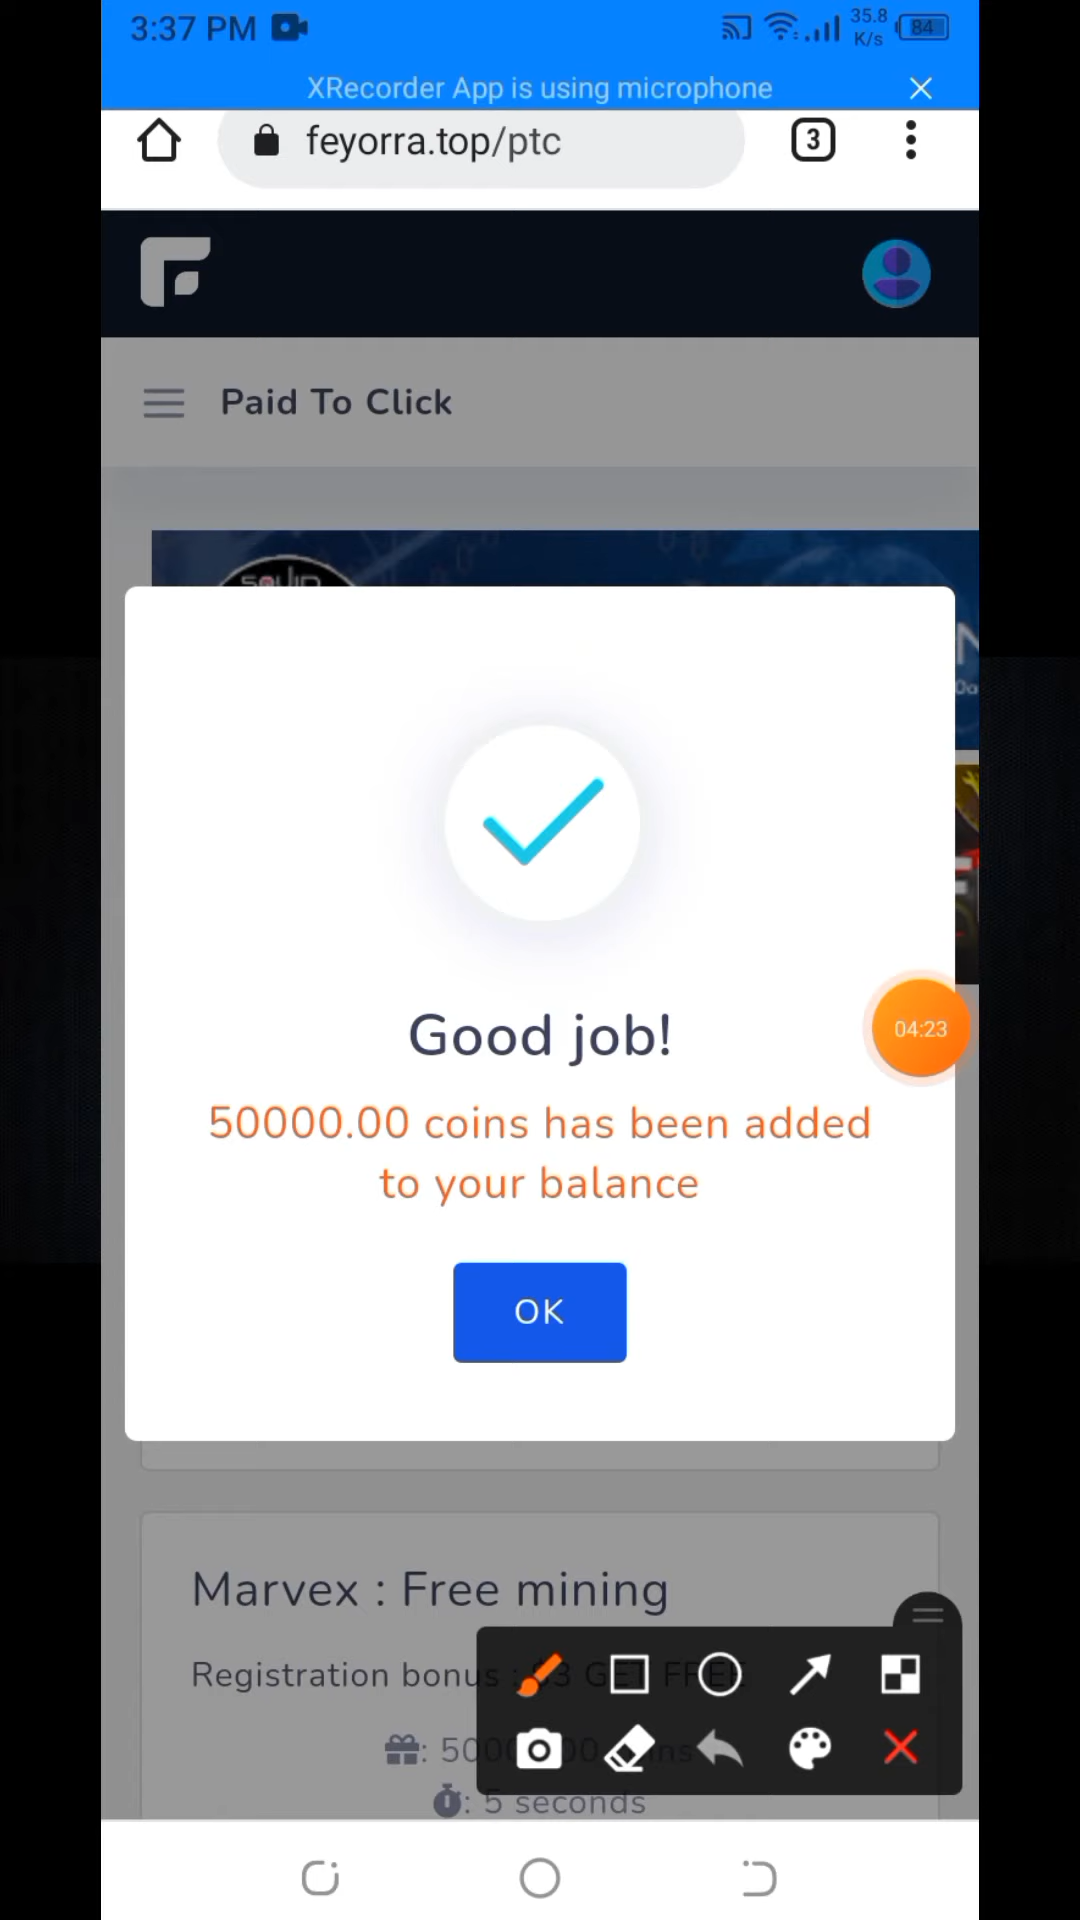 3:37 PM
35.8
K/s
84
XRecorder App is using microphone
feyorra.top/ptc
3
Paid To Click
SQUID
N
Good job!
04:23
50000.00 coins has been added
to your balance
OK
Marvex : Free mining
Registration bonus : $3 GET FREE
: 5 seconds